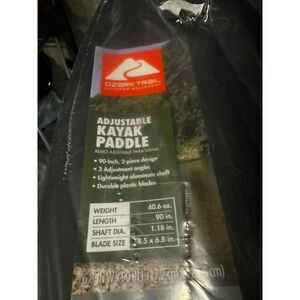 OZARK TRAIL
OUTDOOR EQUIPMENT
ADJUSTABLE
KAYAK
PADDLE
REMO AJUSTABLE PARA KAYAK
• 90-Inch, 2-piece design
• 3 Adjustment angles
• Lightweight aluminum shaft
• Durable plastic blades
WEIGHT 40.6 oz.
LENGTH 90 in.
SHAFT DIA. 1.18 in.
BLADE SIZE 18.5 x 6.8 in.